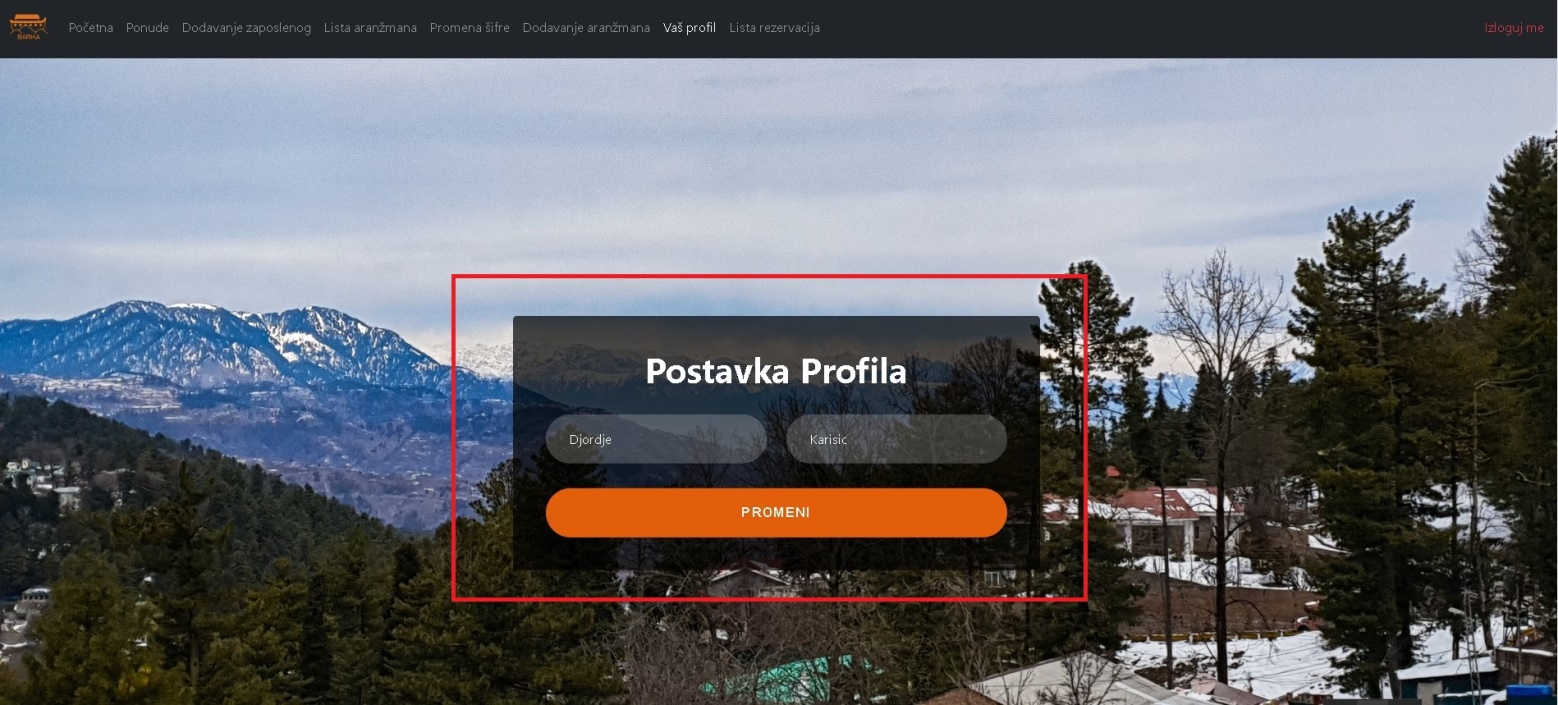 BARKA
Početna Ponude Dodavanje zaposlenog Lista aranžmana Promena šifre Dodavanje aranžmana Vaš profil Lista rezervacija Izloguj me
Postavka Profila
Djordje Karisic
PROMENI